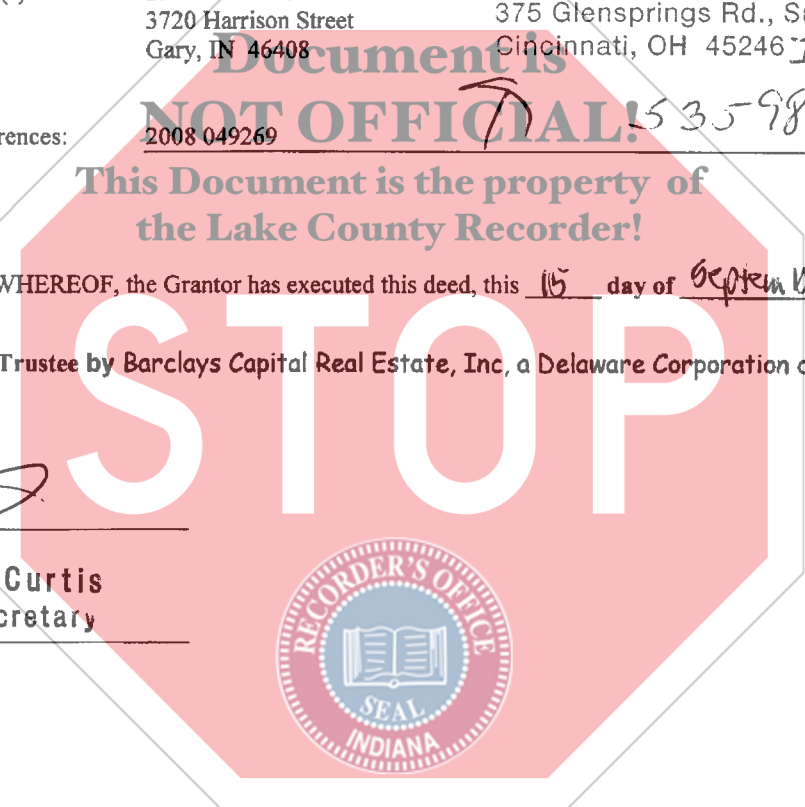 3720 Harrison Street
Gary, IN 46408
375 Glensprings Rd.,
Cincinnati, OH 45246
Document is
NOT OFFICIAL!
53598
rences:
2008 049269
This Document is the property of
the Lake County Recorder!
WHEREOF, the Grantor has executed this deed, this 15 day of Septem
Trustee by Barclays Capital Real Estate, Inc, a Delaware Corporation
STOP
Curtis
cretary
RECORDER'S OFFICE
SEAL
INDIANA